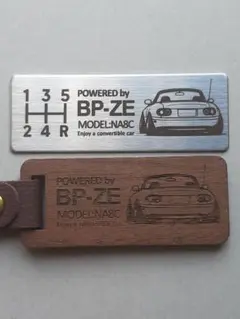 1 3 5
2 4 R
POWERED by
BP-ZE
MODEL:NA8C
Enjoy a convertible car
POWERED by
BP-ZE
MODEL:NA8C